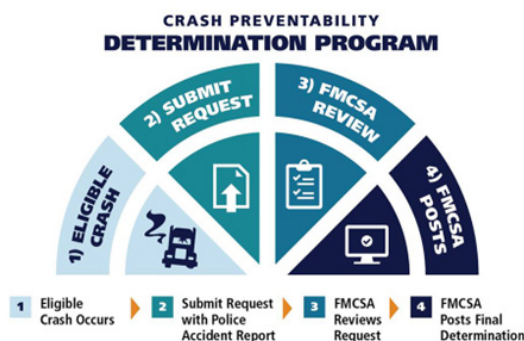 CRASH PREVENTABILITY
DETERMINATION PROGRAM
1) ELIGIBLE
CRASH
2) SUBMIT
REQUEST
3) FMCSA
REVIEW
4) FMCSA
POSTS
1 Eligible
Crash Occurs
2 Submit Request
with Police
Accident Report
3 FMCSA
Reviews
Request
4 FMCSA
Posts Final
Determination